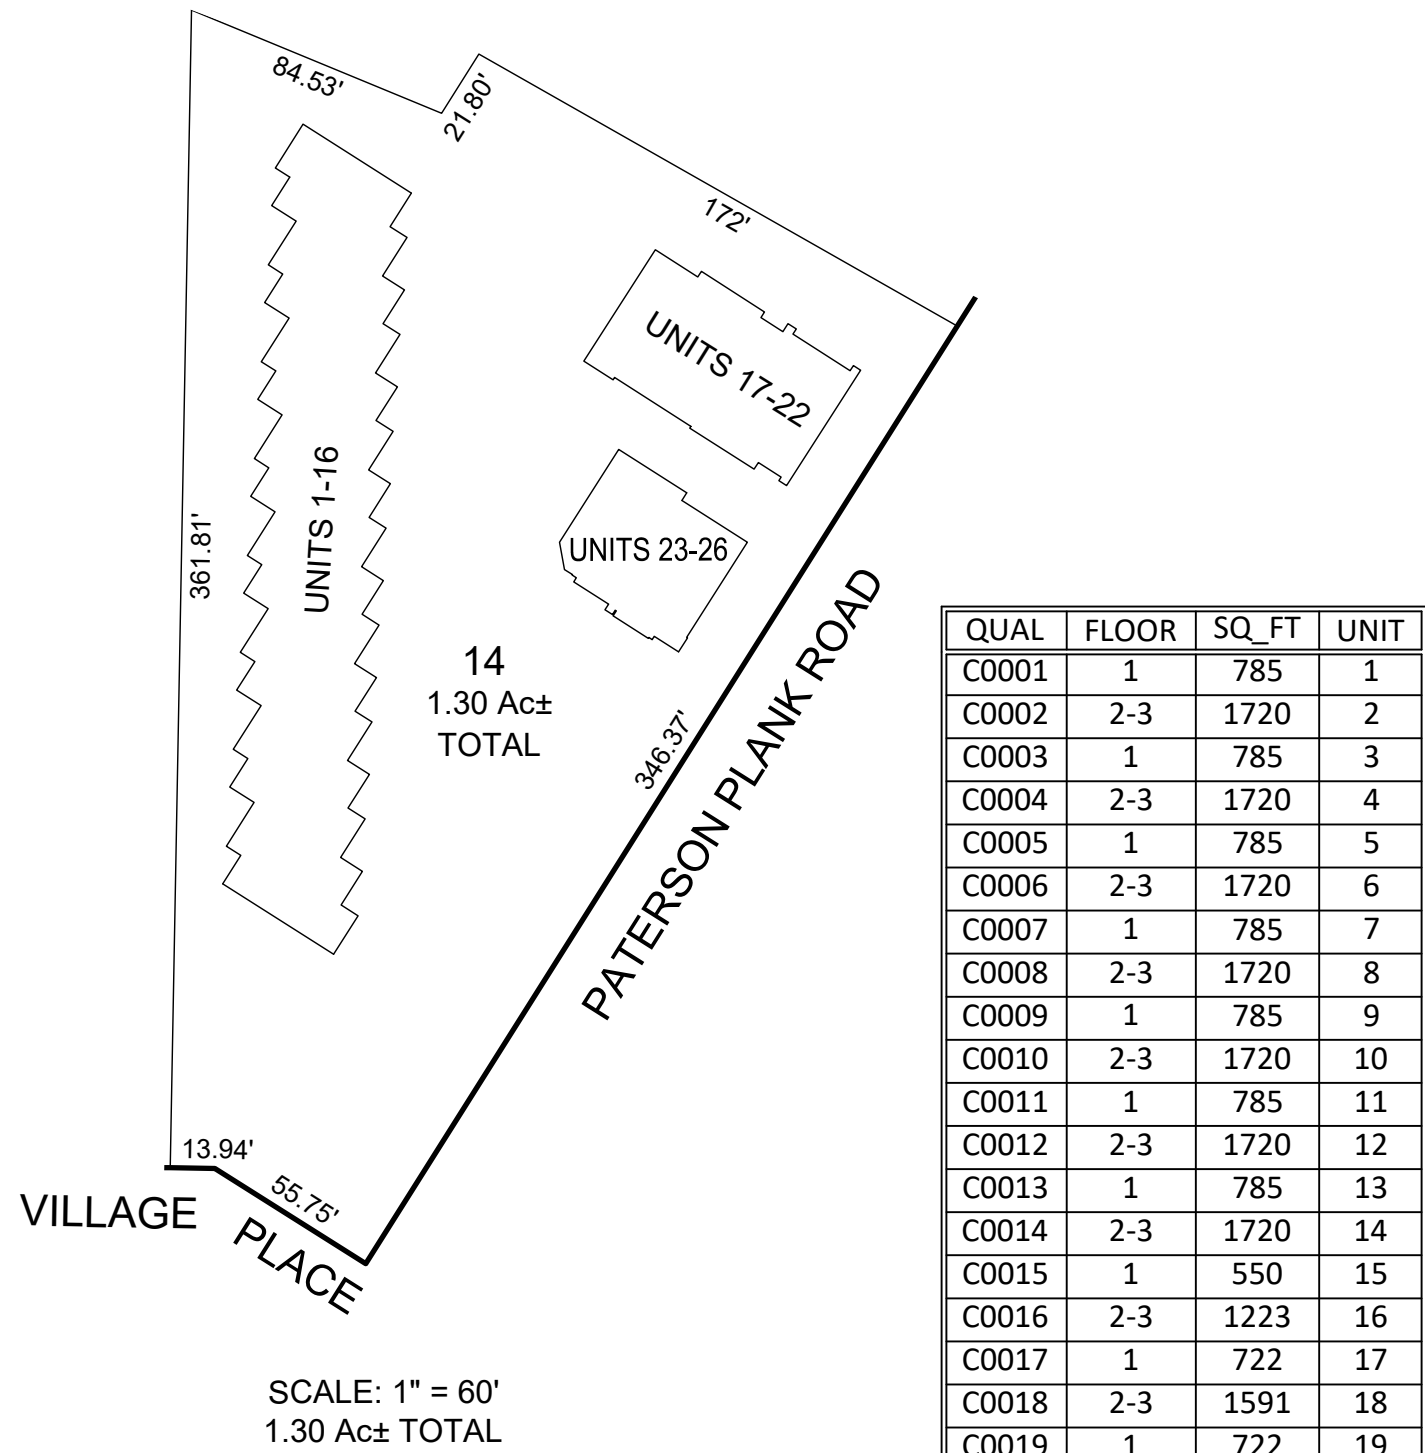 84.53'
21.80'
172'
UNITS 17-22
UNITS 1-16
361.81'
UNITS 23-26
14
1.30 Ac±
TOTAL
346.37'
PATERSON PLANK ROAD
13.94'
55.75'
VILLAGE PLACE
SCALE: 1" = 60'
1.30 Ac± TOTAL
QUAL FLOOR SQ_FT UNIT
C0001 1 785 1
C0002 2-3 1720 2
C0003 1 785 3
C0004 2-3 1720 4
C0005 1 785 5
C0006 2-3 1720 6
C0007 1 785 7
C0008 2-3 1720 8
C0009 1 785 9
C0010 2-3 1720 10
C0011 1 785 11
C0012 2-3 1720 12
C0013 1 785 13
C0014 2-3 1720 14
C0015 1 550 15
C0016 2-3 1223 16
C0017 1 722 17
C0018 2-3 1591 18
C0019 1 722 19